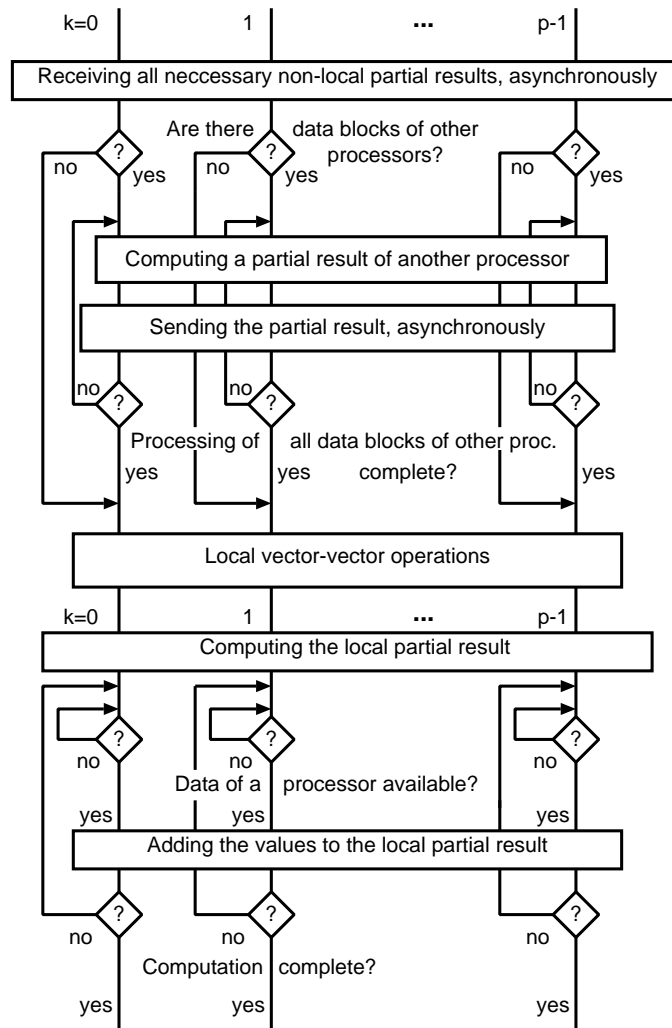 k=0 1 ... p-1
Receiving all neccessary non-local partial results, asynchronously
Are there data blocks of other
processors?
? ? ?
no no no
yes yes yes
Computing a partial result of another processor
Sending the partial result, asynchronously
no no no
? ? ?
Processing of all data blocks of other proc.
complete?
yes yes yes
Local vector-vector operations
k=0 1 ... p-1
Computing the local partial result
? ? ?
no no no
Data of a processor available?
yes yes yes
Adding the values to the local partial result
? ? ?
no no no
Computation complete?
yes yes yes